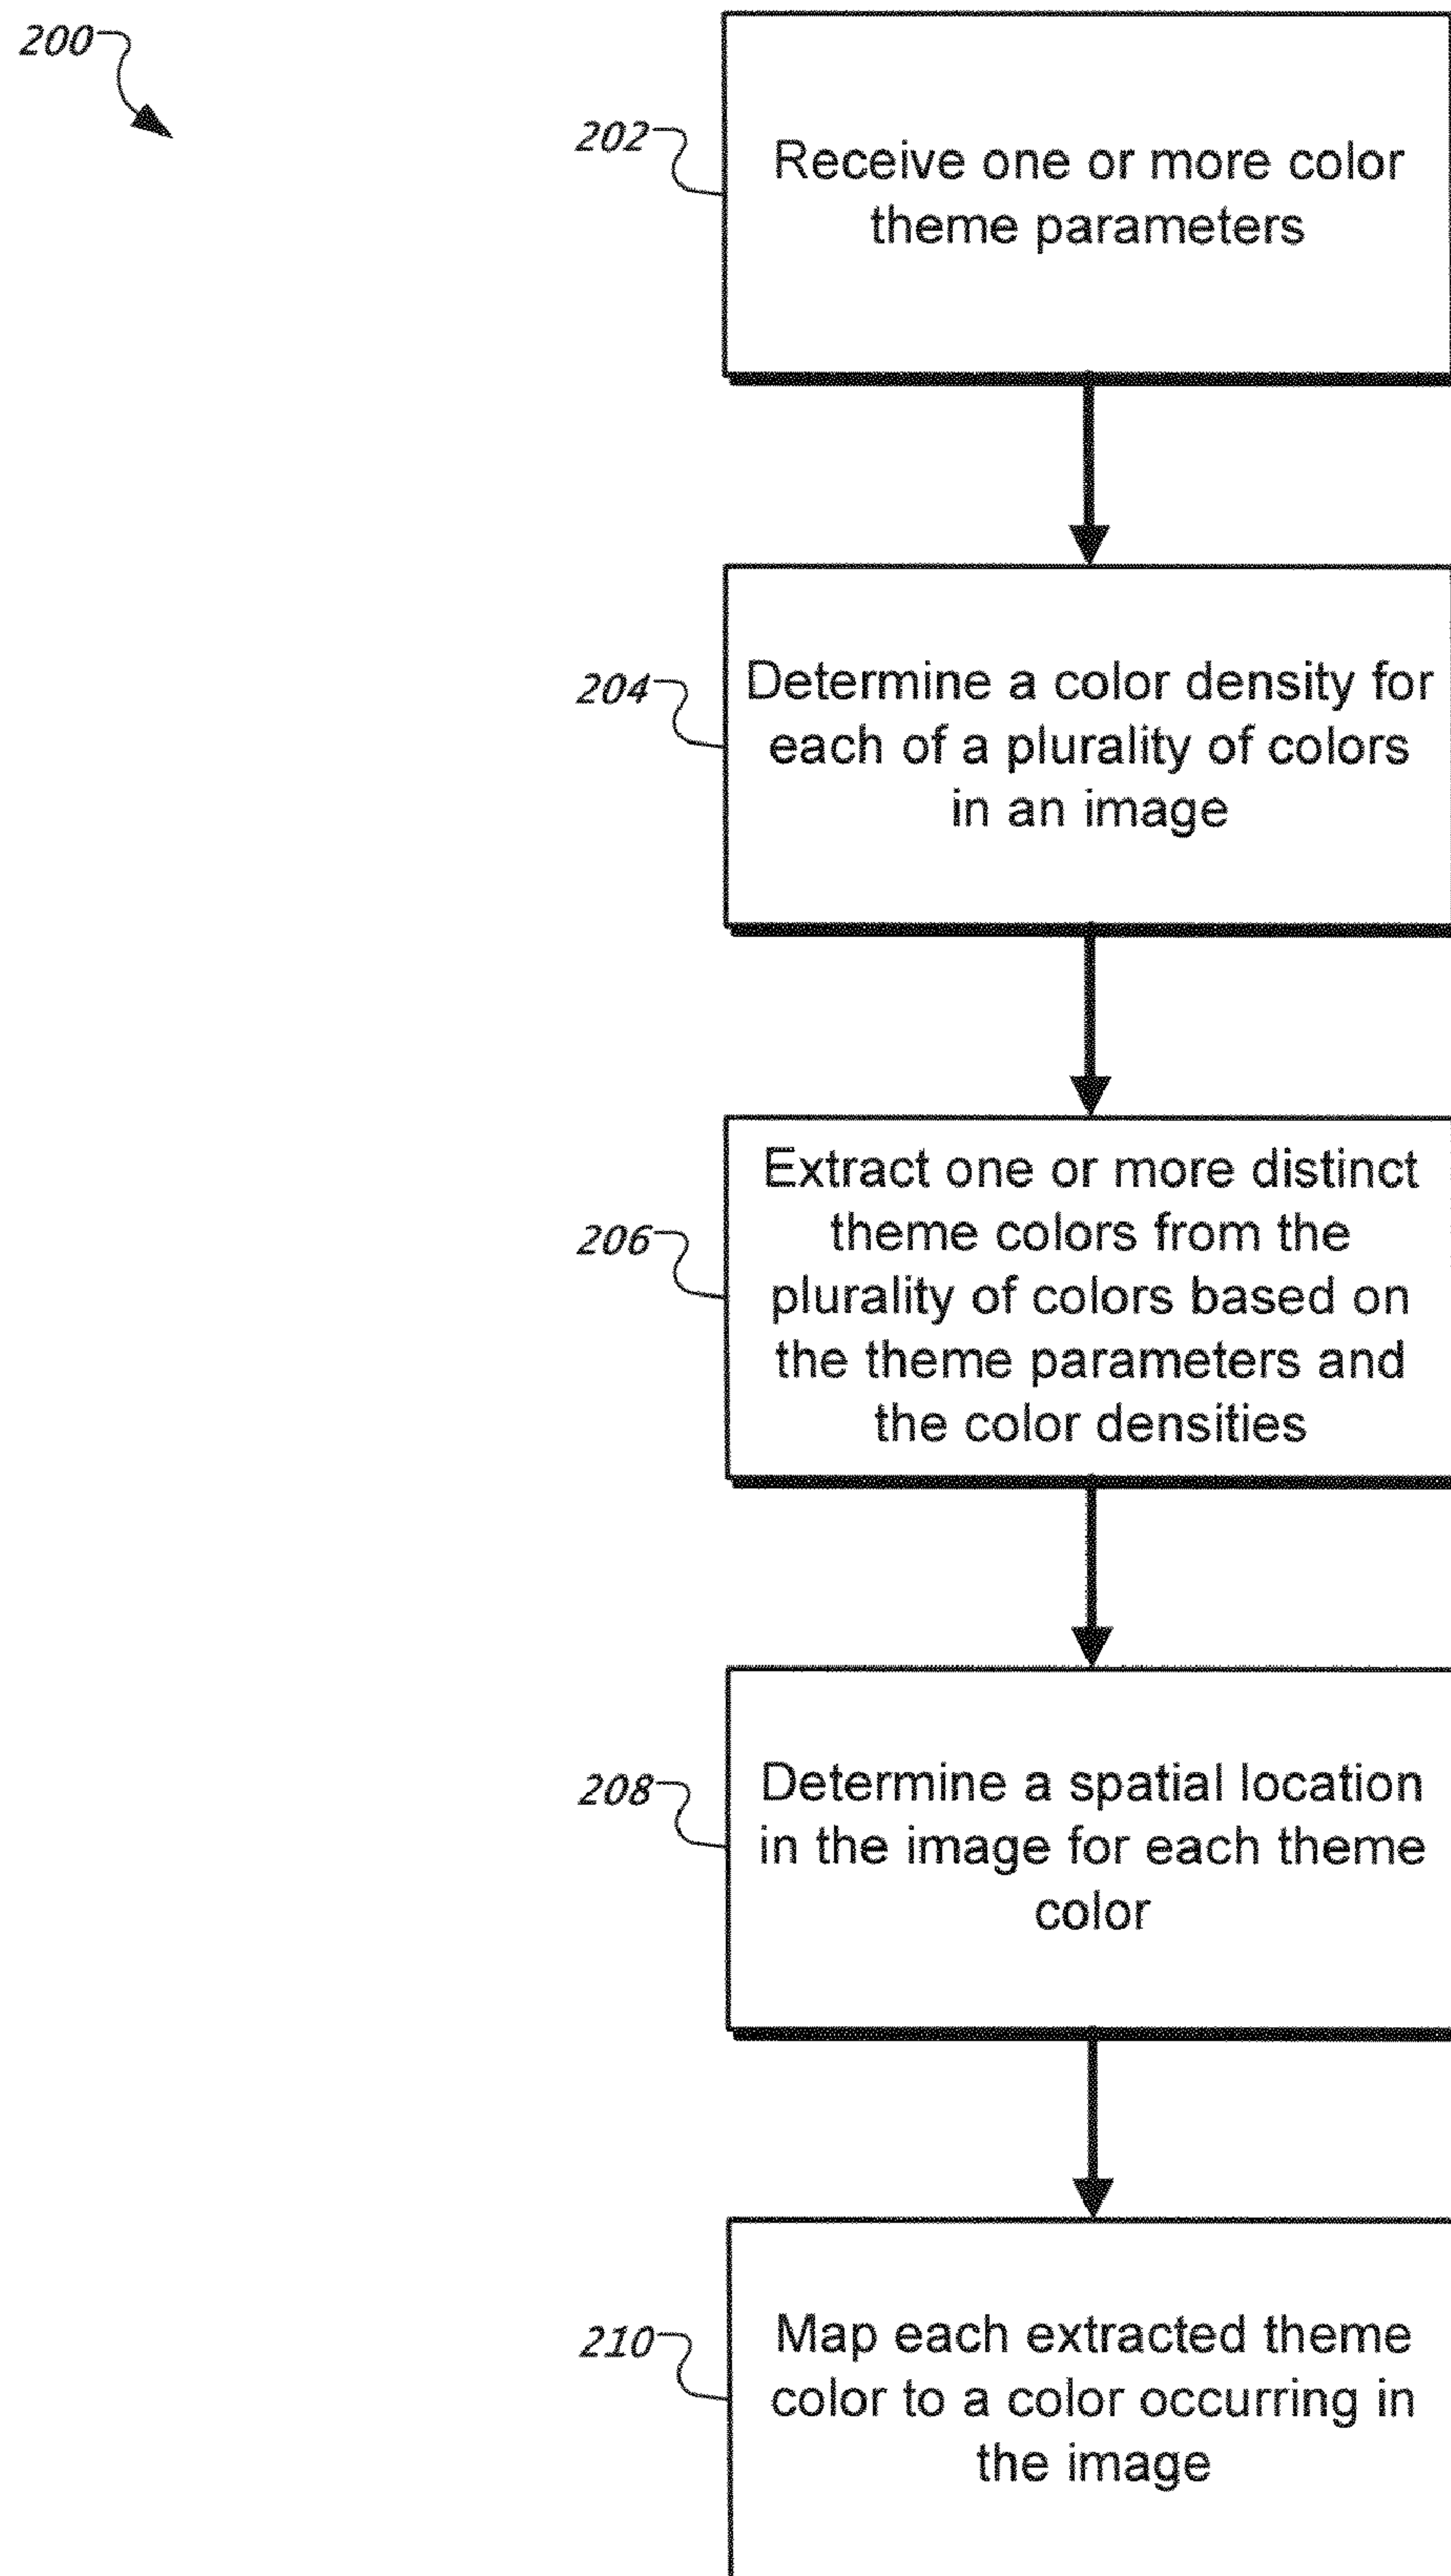 200
202
Receive one or more color
theme parameters
204
Determine a color density for
each of a plurality of colors
in an image
206
Extract one or more distinct
theme colors from the
plurality of colors based on
the theme parameters and
the color densities
208
Determine a spatial location
in the image for each theme
color
210
Map each extracted theme
color to a color occurring in
the image